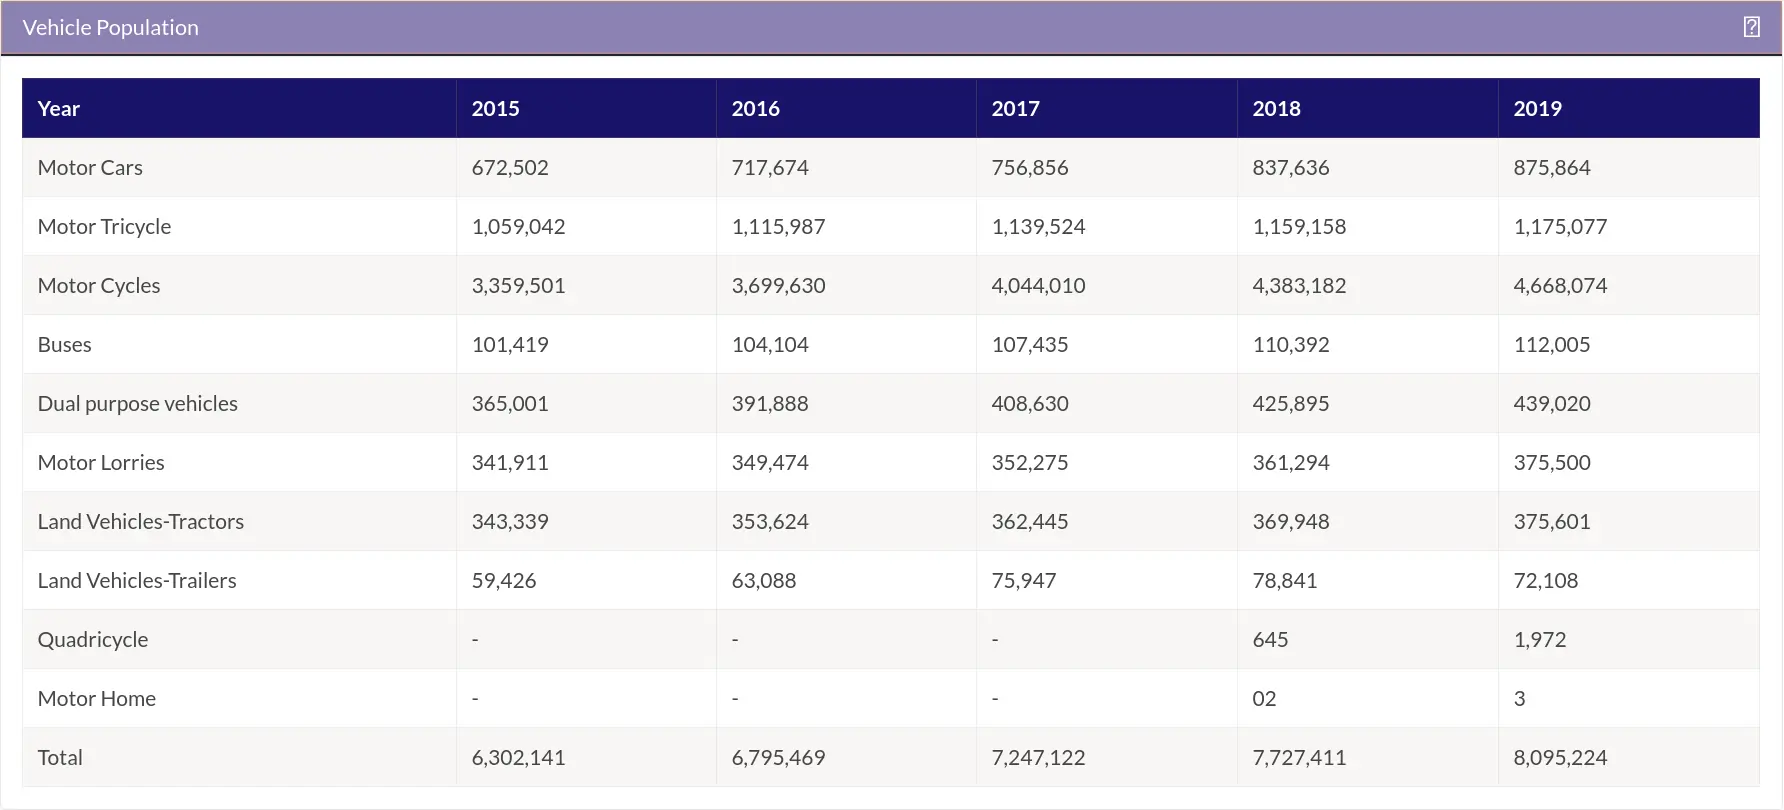 Vehicle Population
Year 2015 2016 2017 2018 2019
Motor Cars 672,502 717,674 756,856 837,636 875,864
Motor Tricycle 1,059,042 1,115,987 1,139,524 1,159,158 1,175,077
Motor Cycles 3,359,501 3,699,630 4,044,010 4,383,182 4,668,074
Buses 101,419 104,104 107,435 110,392 112,005
Dual purpose vehicles 365,001 391,888 408,630 425,895 439,020
Motor Lorries 341,911 349,474 352,275 361,294 375,500
Land Vehicles-Tractors 343,339 353,624 362,445 369,948 375,601
Land Vehicles-Trailers 59,426 63,088 75,947 78,841 72,108
Quadricycle - - - 645 1,972
Motor Home - - - 02 3
Total 6,302,141 6,795,469 7,247,122 7,727,411 8,095,224